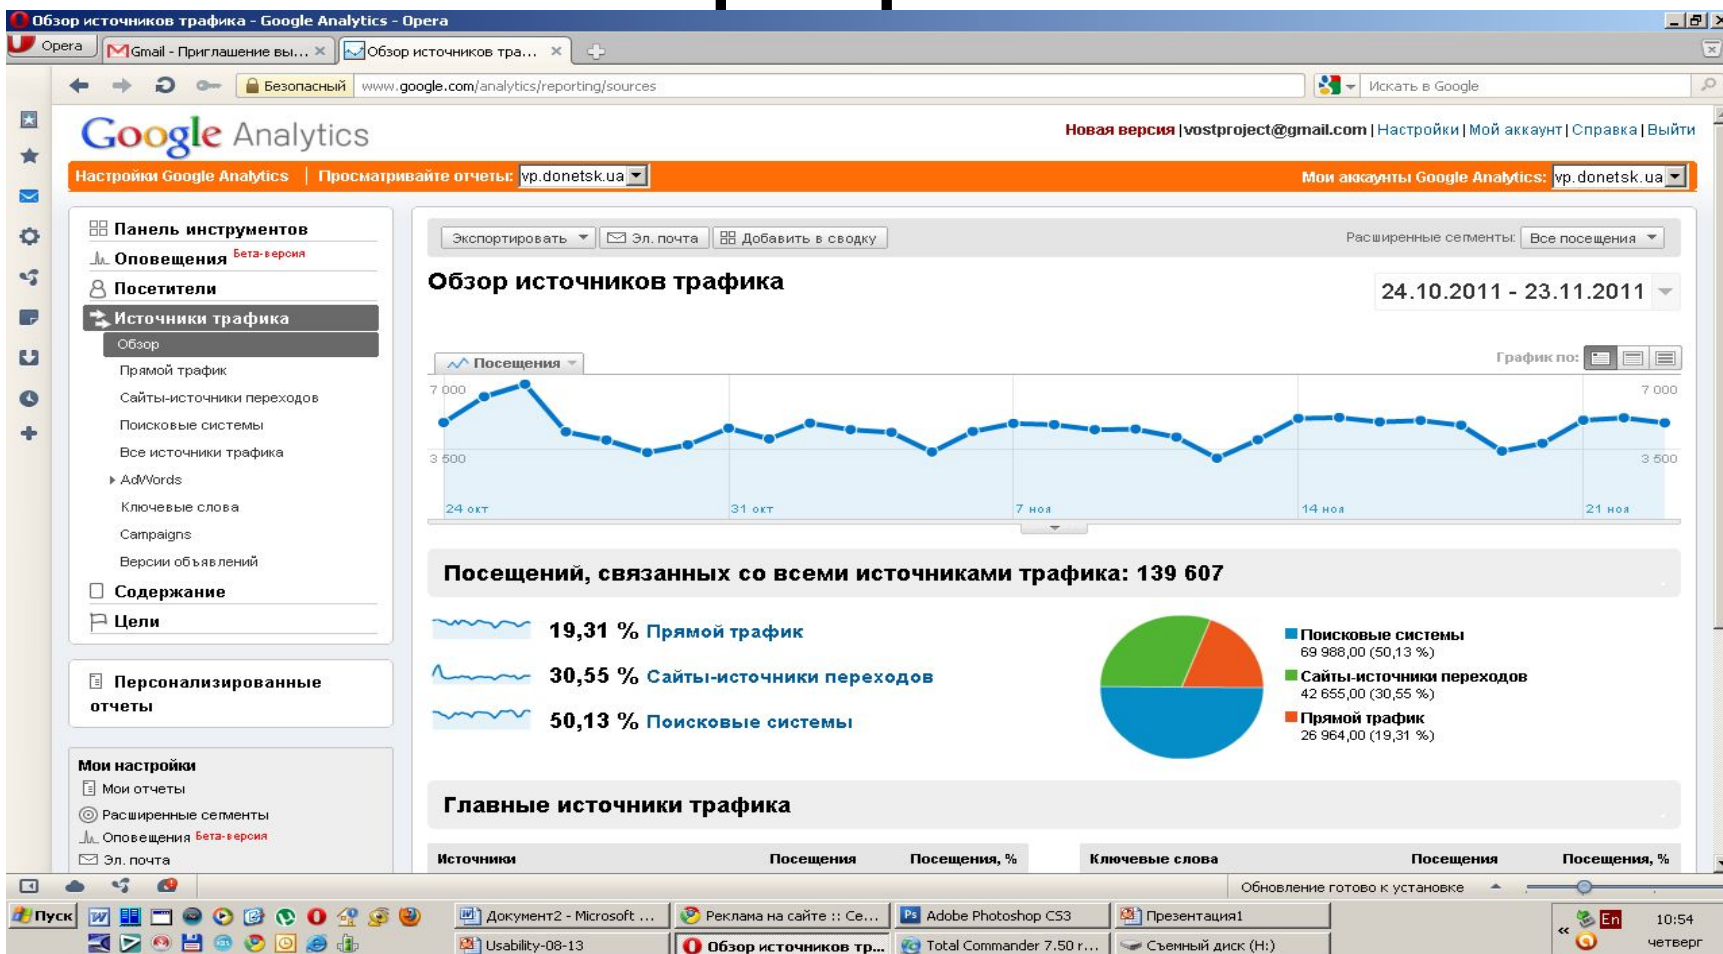 Обзор источников трафика - Google Analytics - Opera
Opera
Gmail - Приглашение вы...
Обзор источников тра...
Безопасный
www.google.com/analytics/reporting/sources
Искать в Google
Google Analytics
Новая версия | vostproject@gmail.com | Настройки | Мой аккаунт | Справка | Выйти
Настройки Google Analytics | Просматривайте отчеты: vp.donetsk.ua
Мои аккаунты Google Analytics: vp.donetsk.ua
Панель инструментов
Оповещения Бета-версия
Посетители
Источники трафика
Обзор
Прямой трафик
Сайты-источники переходов
Поисковые системы
Все источники трафика
AdWords
Ключевые слова
Campaigns
Версии объявлений
Содержание
Цели
Персонализированные
отчеты
Мои настройки
Мои отчеты
Расширенные сегменты
Оповещения Бета-версия
Эл. почта
Экспортировать
Эл. почта
Добавить в сводку
Расширенные сегменты: Все посещения
Обзор источников трафика
24.10.2011 - 23.11.2011
Посещения
График по:
7 000
7 000
3 500
3 500
24 окт
31 окт
7 ноя
14 ноя
21 ноя
Посещений, связанных со всеми источниками трафика: 139 607
19,31 % Прямой трафик
30,55 % Сайты-источники переходов
50,13 % Поисковые системы
Поисковые системы
69 988,00 (50,13 %)
Сайты-источники переходов
42 655,00 (30,55 %)
Прямой трафик
26 964,00 (19,31 %)
Главные источники трафика
Источники Посещения Посещения, %
Ключевые слова Посещения Посещения, %
Обновление готово к установке
Пуск
Документ2 - Microsoft ...
Реклама на сайте :: Се...
Adobe Photoshop CS3
Презентация1
En
10:54
Usability-08-13
Обзор источников тр...
Total Commander 7.50 r...
Съемный диск (H:)
четверг